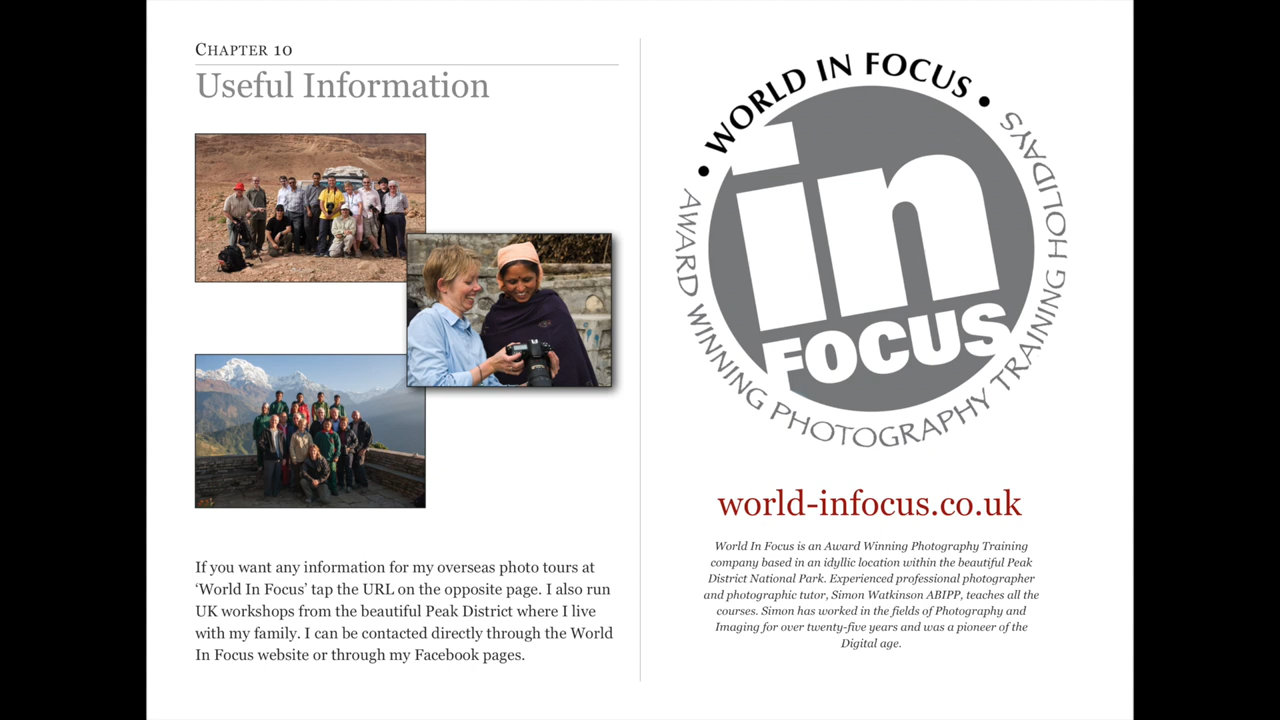 CHAPTER 10
Useful Information
If you want any information for my overseas photo tours at
‘World In Focus’ tap the URL on the opposite page. I also run
UK workshops from the beautiful Peak District where I live
with my family. I can be contacted directly through the World
In Focus website or through my Facebook pages.
• WORLD IN FOCUS •
AWARD WINNING PHOTOGRAPHY TRAINING HOLIDAYS
in
FOCUS
world-infocus.co.uk
World In Focus is an Award Winning Photography Training
company based in an idyllic location within the beautiful Peak
District National Park. Experienced professional photographer
and photographic tutor, Simon Watkinson ABIPP, teaches all the
courses. Simon has worked in the fields of Photography and
Imaging for over twenty-five years and was a pioneer of the
Digital age.